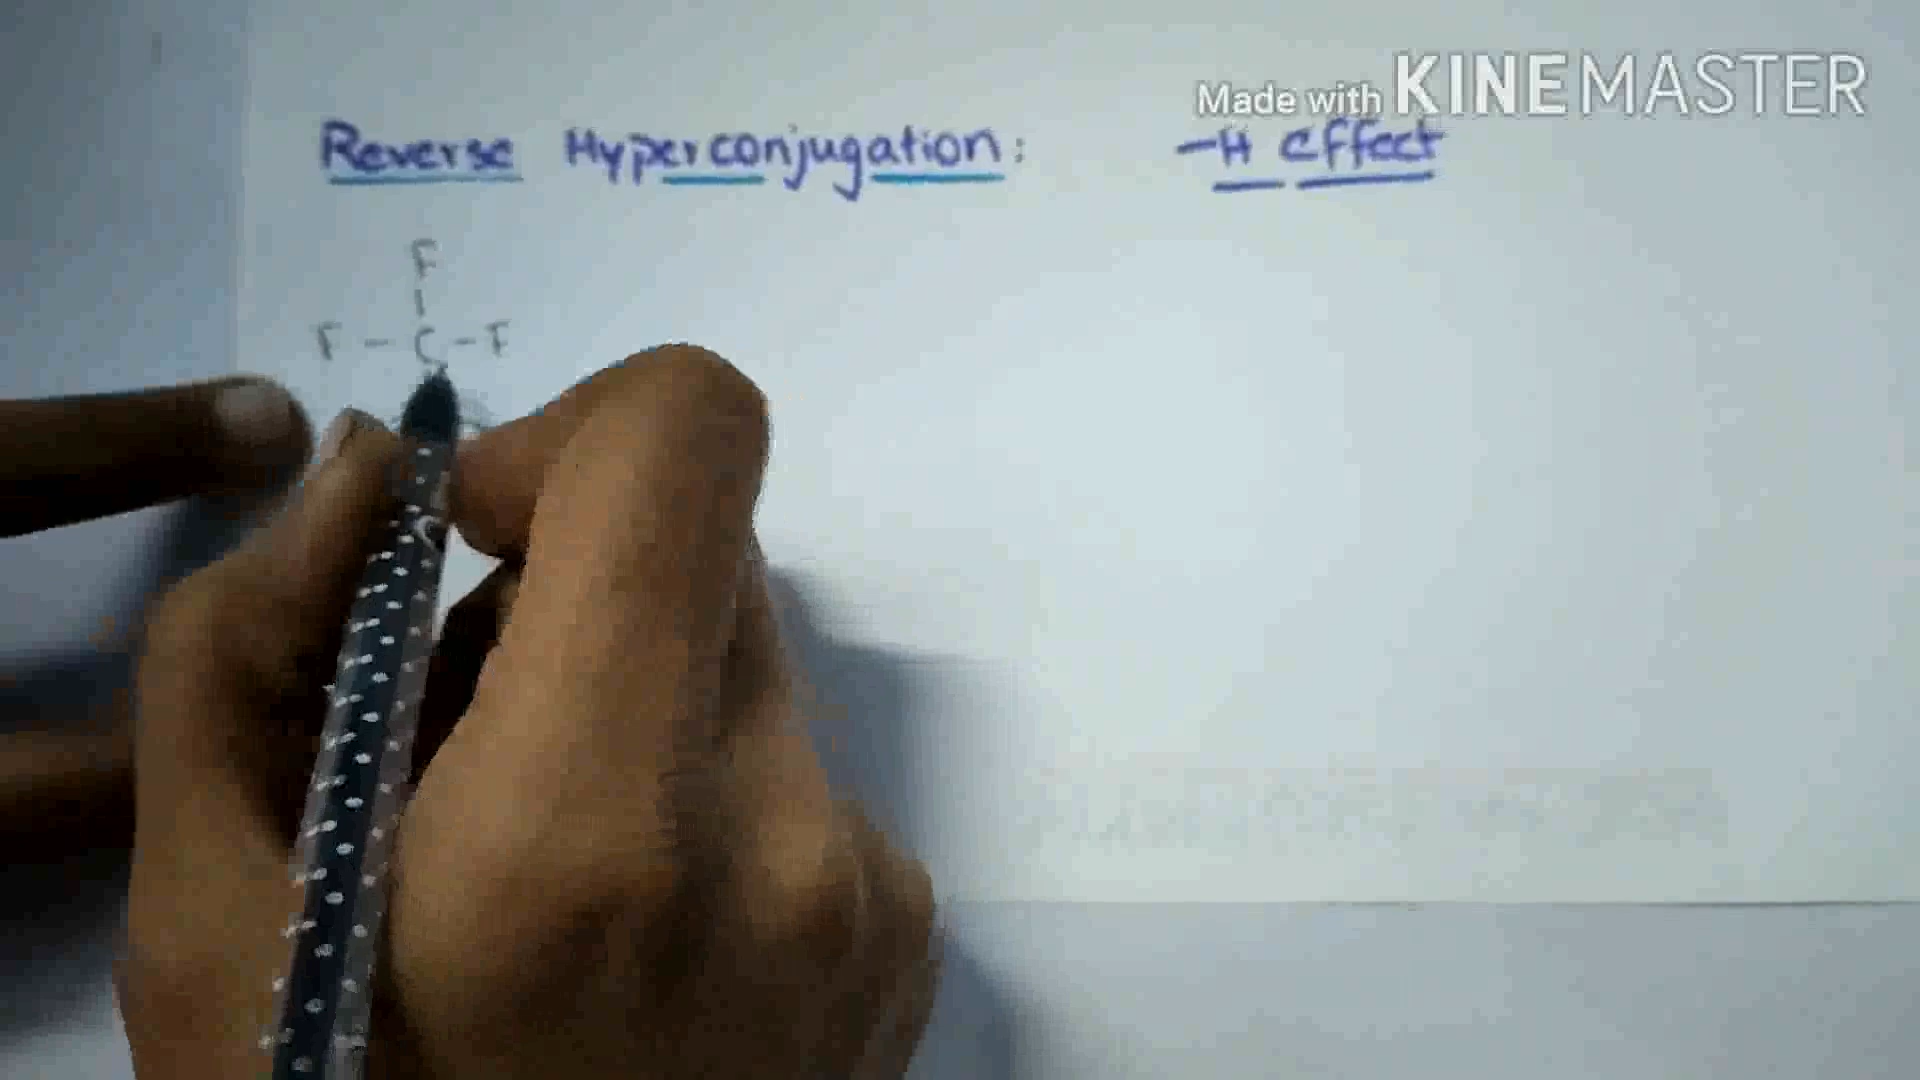 Made with KINEMASTER
Reverse Hyperconjugation: -H effect
F
F - C - F